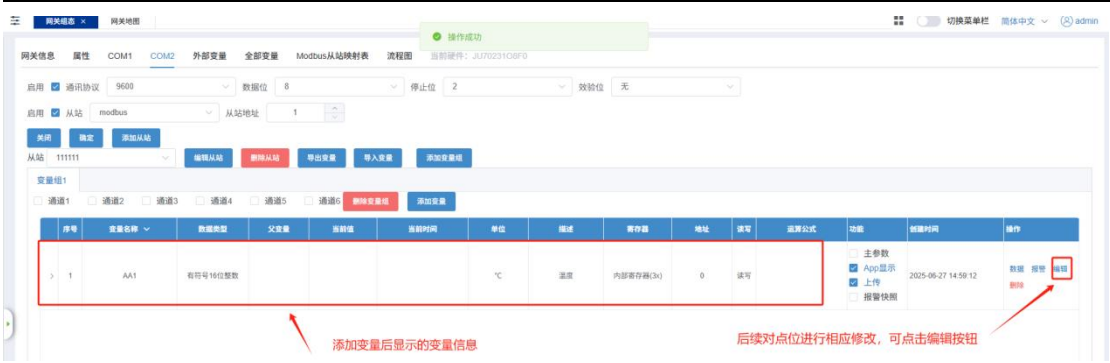 网关组态 × 网关地图 切换菜单栏 简体中文 admin
操作成功
网关信息 属性 COM1 COM2 外部变量 全部变量 Modbus从站映射表 流程图 当前硬件：JU70231O8F0
启用 通讯协议 9600 数据位 8 停止位 2 效验位 无
启用 从站 modbus 从站地址 1
关闭 确定 添加从站
从站 111111 编辑从站 删除从站 导出变量 导入变量 添加变量组
变量组1
通道1 通道2 通道3 通道4 通道5 通道6 删除变量组 添加变量
序号 变量名称 数据类型 父变量 当前值 当前时间 单位 描述 寄存器 地址 读写 运算公式 功能 创建时间 操作
1 AA1 有符号16位整数 ℃ 温度 内部寄存器(3x) 0 读写
主参数
App显示
上传
报警快照
2025-06-27 14:59:12
数据 报警 编辑
删除
添加变量后显示的变量信息
后续对点位进行相应修改，可点击编辑按钮